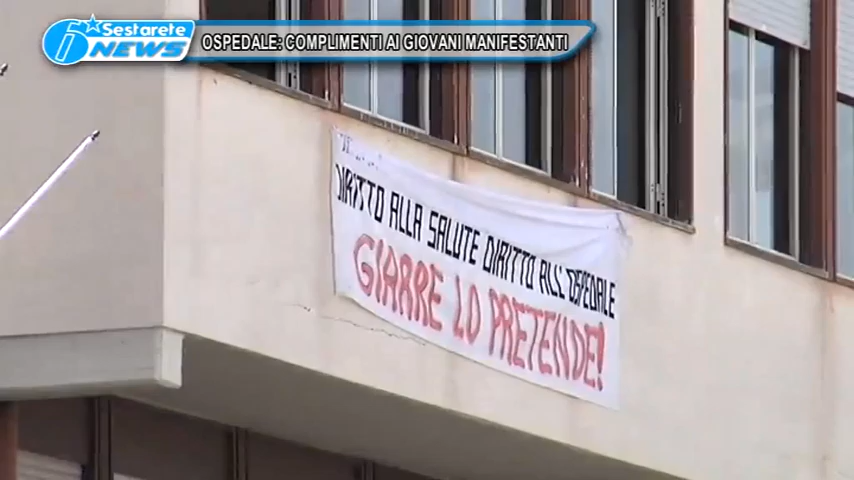 6 Sestarete
NEWS
OSPEDALE: COMPLIMENTI AI GIOVANI MANIFESTANTI
DIRITTO ALLA SALUTE DIRITTO ALL'OSPEDALE
GIARRE LO PRETENDE!